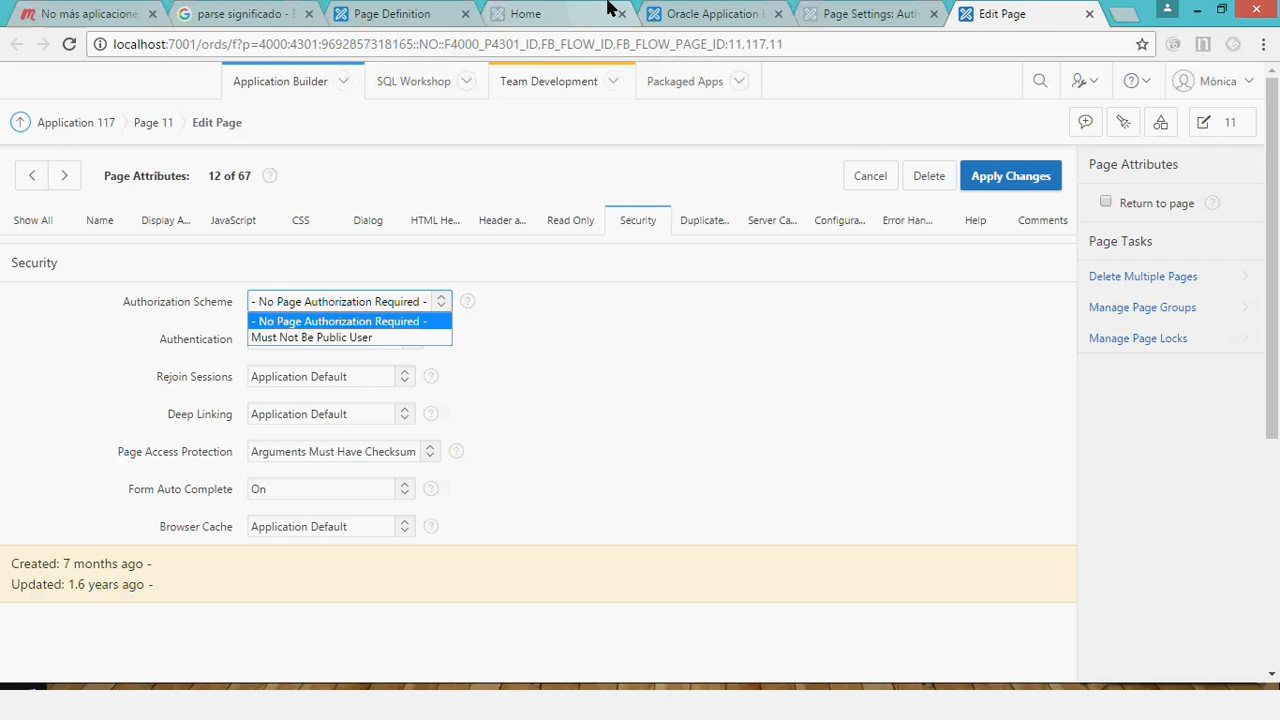 No más aplicacione
parse significado - B
Page Definition
Home
Oracle Application
Page Settings: Auth
Edit Page
localhost:7001/ords/f?p=4000:4301:9692857318165::NO::F4000_P4301_ID,FB_FLOW_ID,FB_FLOW_PAGE_ID:11,117,11
Application Builder
SQL Workshop
Team Development
Packaged Apps
Mónica
Application 117
Page 11
Edit Page
11
Page Attributes: 12 of 67
Cancel
Delete
Apply Changes
Show All
Name
Display A...
JavaScript
CSS
Dialog
HTML He...
Header a...
Read Only
Security
Duplicate...
Server Ca...
Configura...
Error Han...
Help
Comments
Security
Authorization Scheme
- No Page Authorization Required -
- No Page Authorization Required -
Must Not Be Public User
Authentication
Rejoin Sessions
Application Default
Deep Linking
Application Default
Page Access Protection
Arguments Must Have Checksum
Form Auto Complete
On
Browser Cache
Application Default
Created: 7 months ago -
Updated: 1.6 years ago -
Page Attributes
Return to page
Page Tasks
Delete Multiple Pages
Manage Page Groups
Manage Page Locks